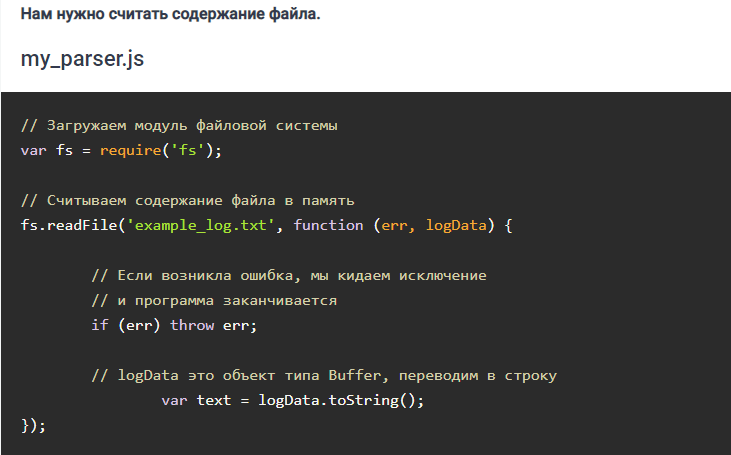 Нам нужно считать содержание файла.
my_parser.js
// Загружаем модуль файловой системы
var fs = require('fs');
// Считываем содержание файла в память
fs.readFile('example_log.txt', function (err, logData) {
// Если возникла ошибка, мы кидаем исключение
// и программа заканчивается
if (err) throw err;
// logData это объект типа Buffer, переводим в строку
var text = logData.toString();
});